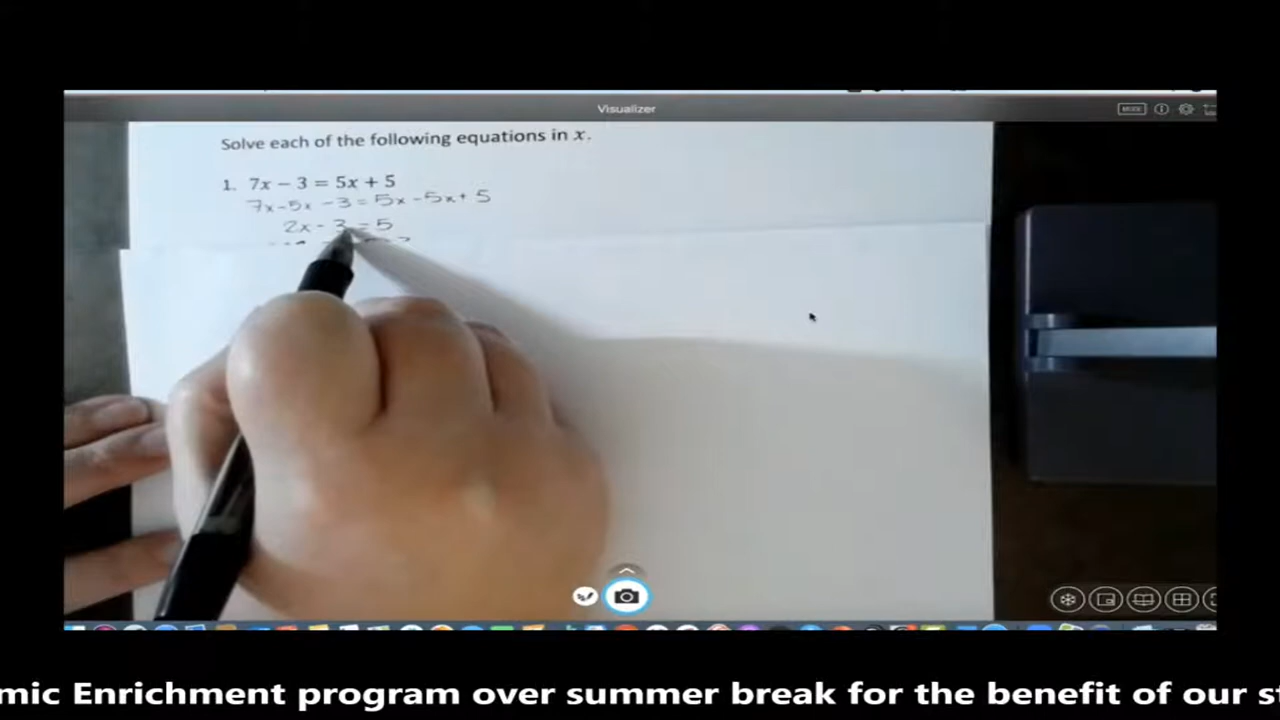 Visualizer
MODE
Solve each of the following equations in x.
1. 7x − 3 = 5x + 5
7x-5x -3 = 5x -5x+ 5
2x - 3 = 5
mic Enrichment program over summer break for the benefit of our s